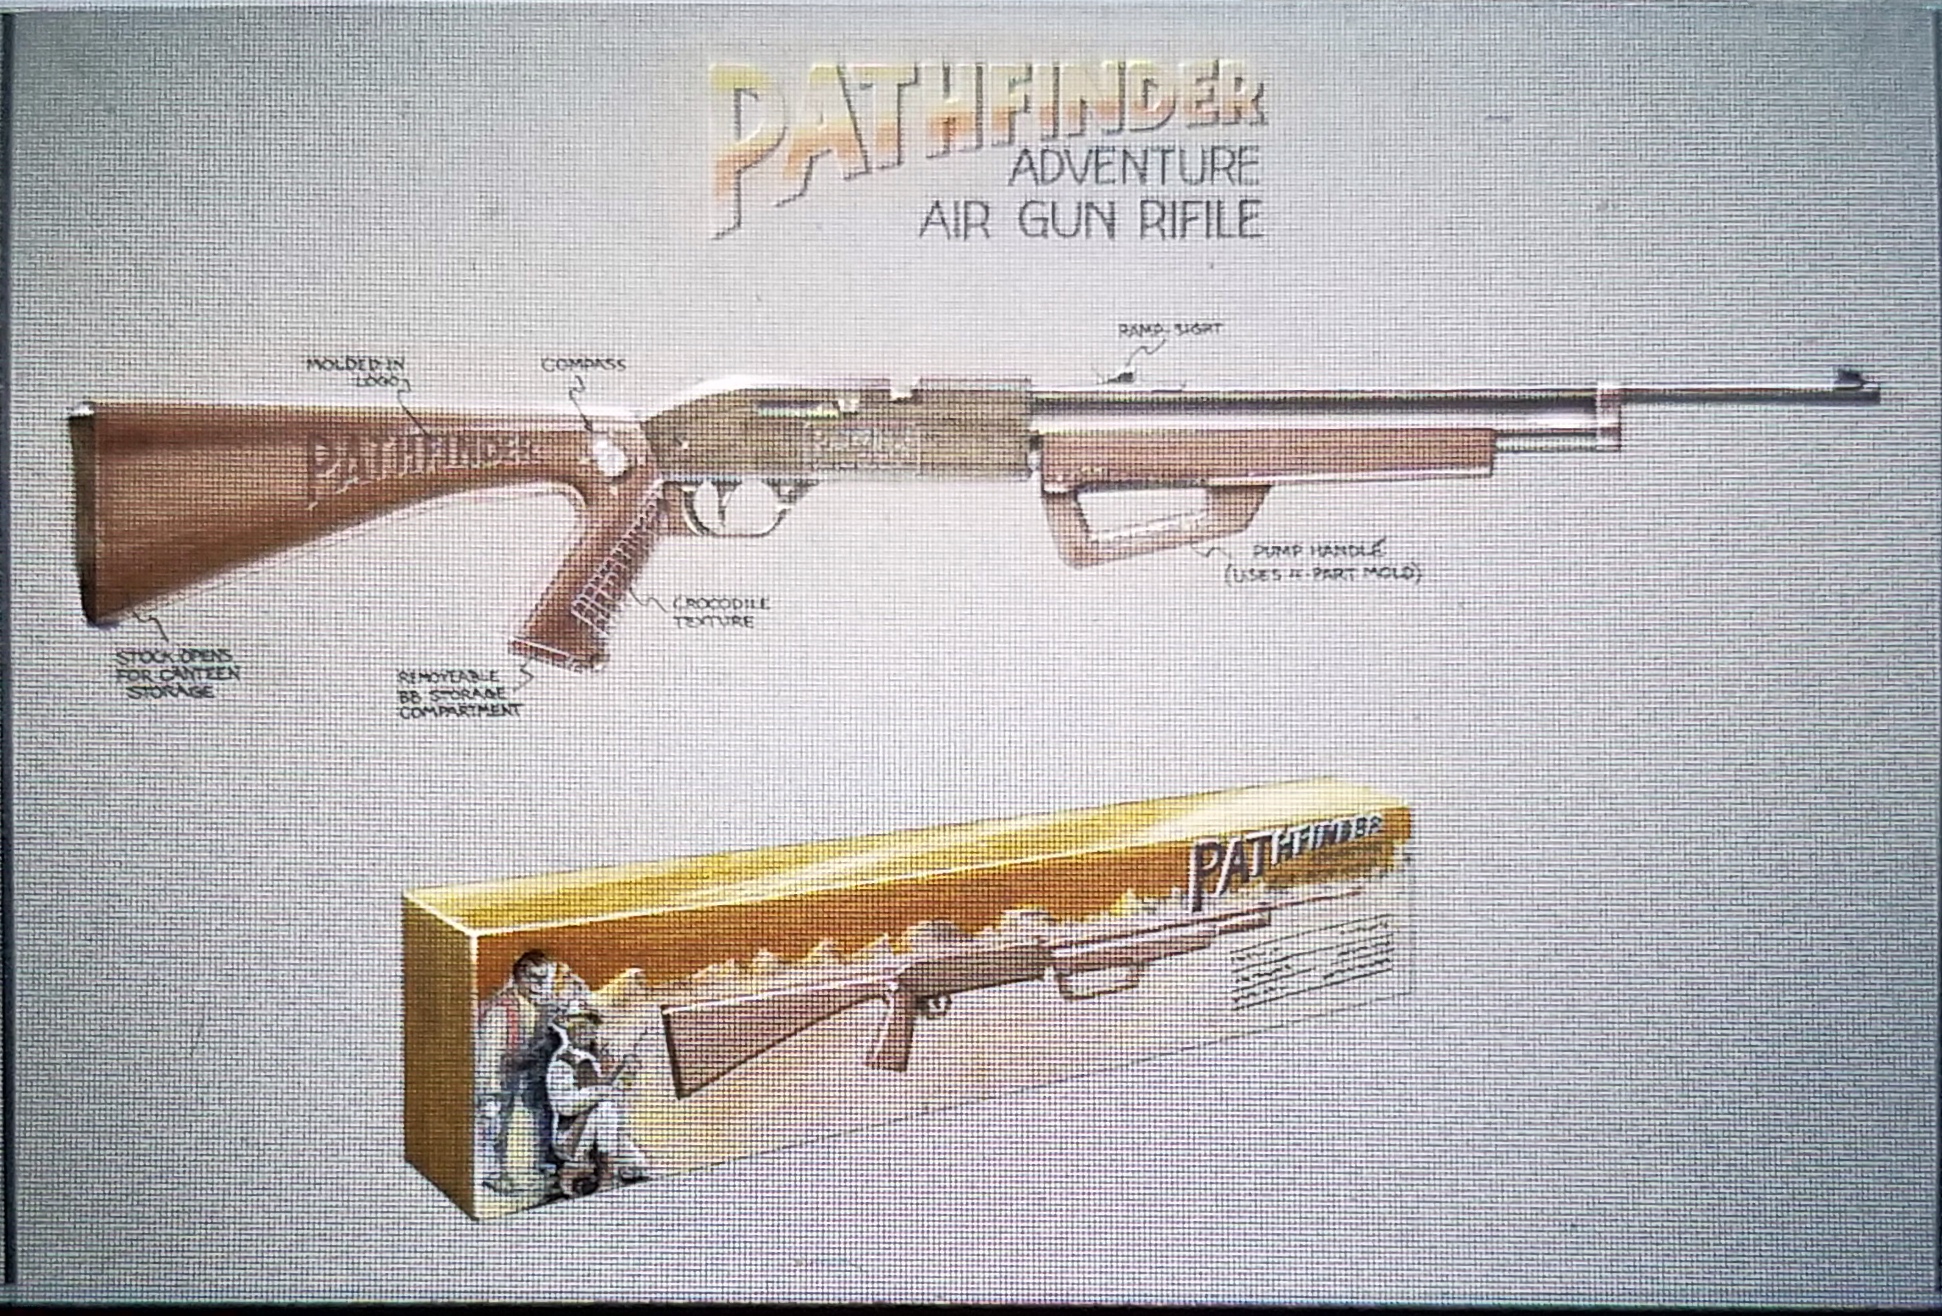 PATHFINDER
ADVENTURE
AIR GUN RIFILE
RAMP SIGHT
MOLDED IN
LOGO
COMPASS
PATHFINDER
PUMP HANDLE
(USES 4-PART MOLD)
CROCODILE
TEXTURE
STOCK OPENS
FOR CANTEEN
STORAGE
REMOVEABLE
BB STORAGE
COMPARTMENT
PATHFINDER